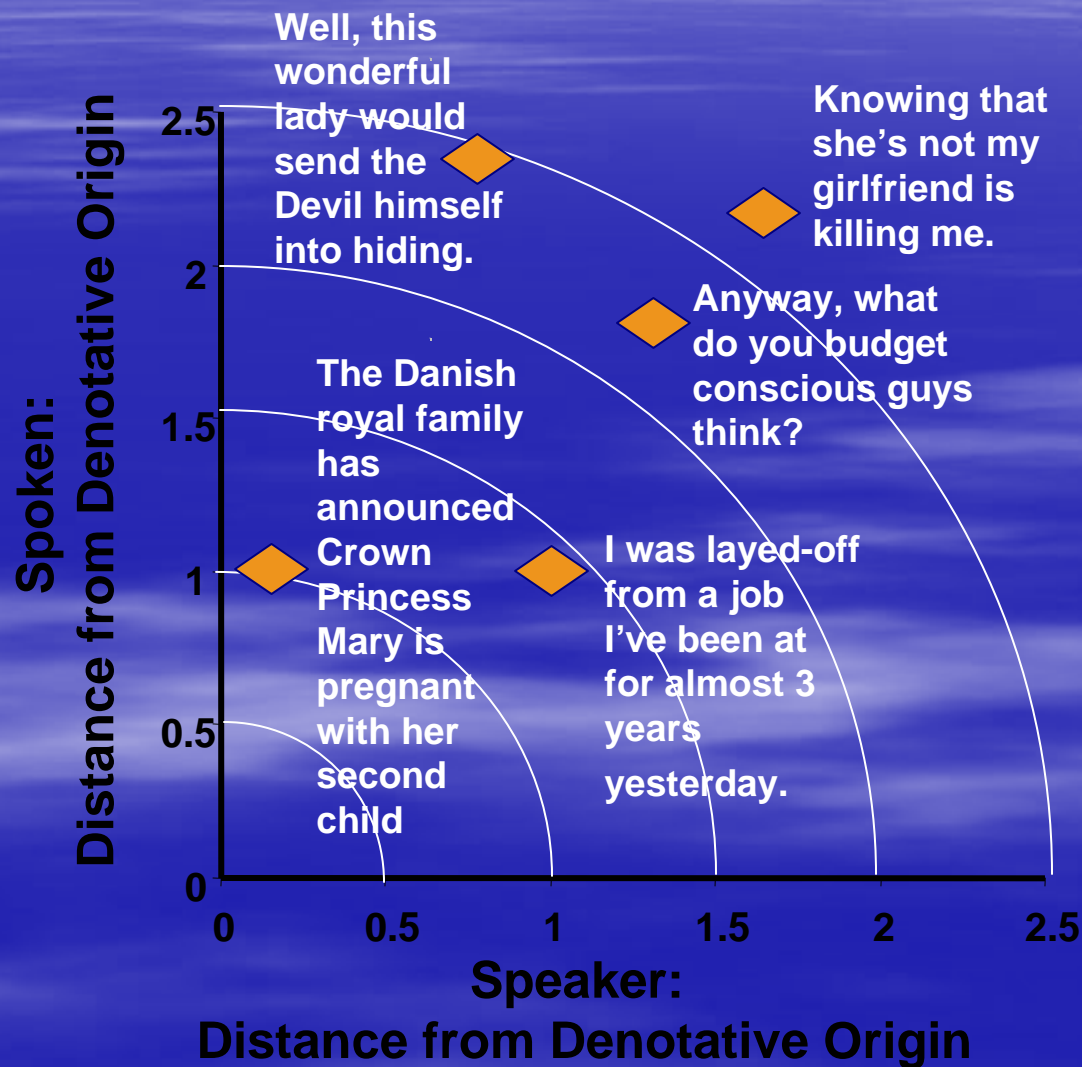 Well, this
wonderful
lady would
send the
Devil himself
into hiding.
Knowing that
she's not my
girlfriend is
killing me.
Anyway, what
do you budget
conscious guys
think?
The Danish
royal family
has
announced
Crown
Princess
Mary is
pregnant
with her
second
child
I was layed-off
from a job
I've been at
for almost 3
years
yesterday.
Spoken:
Distance from Denotative Origin
2.5
2
1.5
1
0.5
0
0 0.5 1 1.5 2 2.5
Speaker:
Distance from Denotative Origin